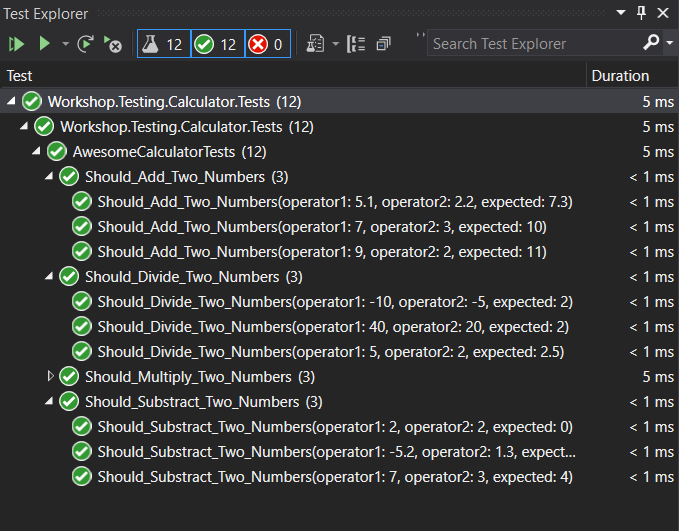 Test Explorer
12 12 0 Search Test Explorer
Test Duration
Workshop.Testing.Calculator.Tests (12) 5 ms
Workshop.Testing.Calculator.Tests (12) 5 ms
AwesomeCalculatorTests (12) 5 ms
Should_Add_Two_Numbers (3) < 1 ms
Should_Add_Two_Numbers(operator1: 5.1, operator2: 2.2, expected: 7.3) < 1 ms
Should_Add_Two_Numbers(operator1: 7, operator2: 3, expected: 10) < 1 ms
Should_Add_Two_Numbers(operator1: 9, operator2: 2, expected: 11) < 1 ms
Should_Divide_Two_Numbers (3) < 1 ms
Should_Divide_Two_Numbers(operator1: -10, operator2: -5, expected: 2) < 1 ms
Should_Divide_Two_Numbers(operator1: 40, operator2: 20, expected: 2) < 1 ms
Should_Divide_Two_Numbers(operator1: 5, operator2: 2, expected: 2.5) < 1 ms
Should_Multiply_Two_Numbers (3) 5 ms
Should_Substract_Two_Numbers (3) < 1 ms
Should_Substract_Two_Numbers(operator1: 2, operator2: 2, expected: 0) < 1 ms
Should_Substract_Two_Numbers(operator1: -5.2, operator2: 1.3, expect... < 1 ms
Should_Substract_Two_Numbers(operator1: 7, operator2: 3, expected: 4) < 1 ms